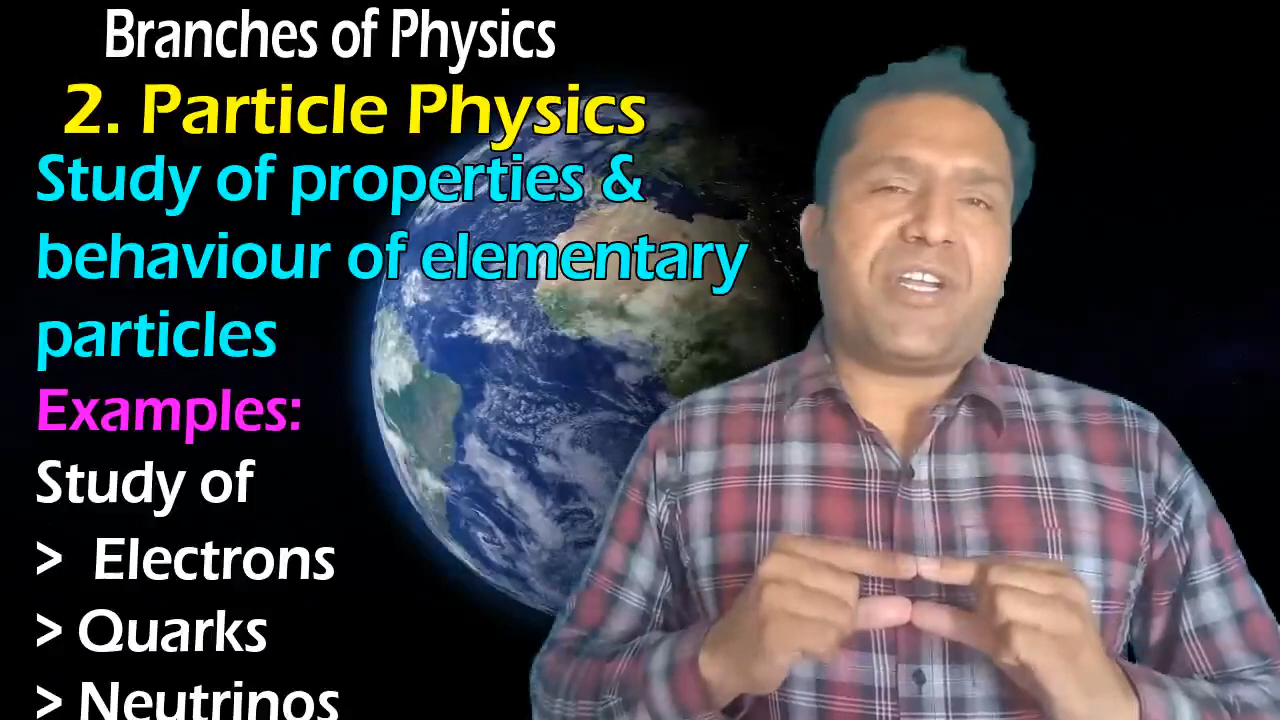 Branches of Physics
2. Particle Physics
Study of properties &
behaviour of elementary
particles
Examples:
Study of
> Electrons
> Quarks
> Neutrinos